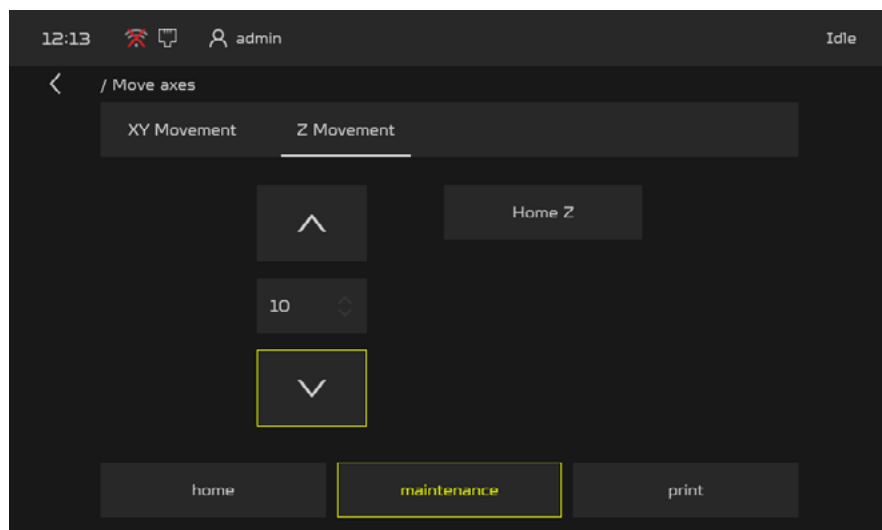 12:13 admin Idle
/ Move axes
XY Movement Z Movement
Home Z
10
home maintenance print